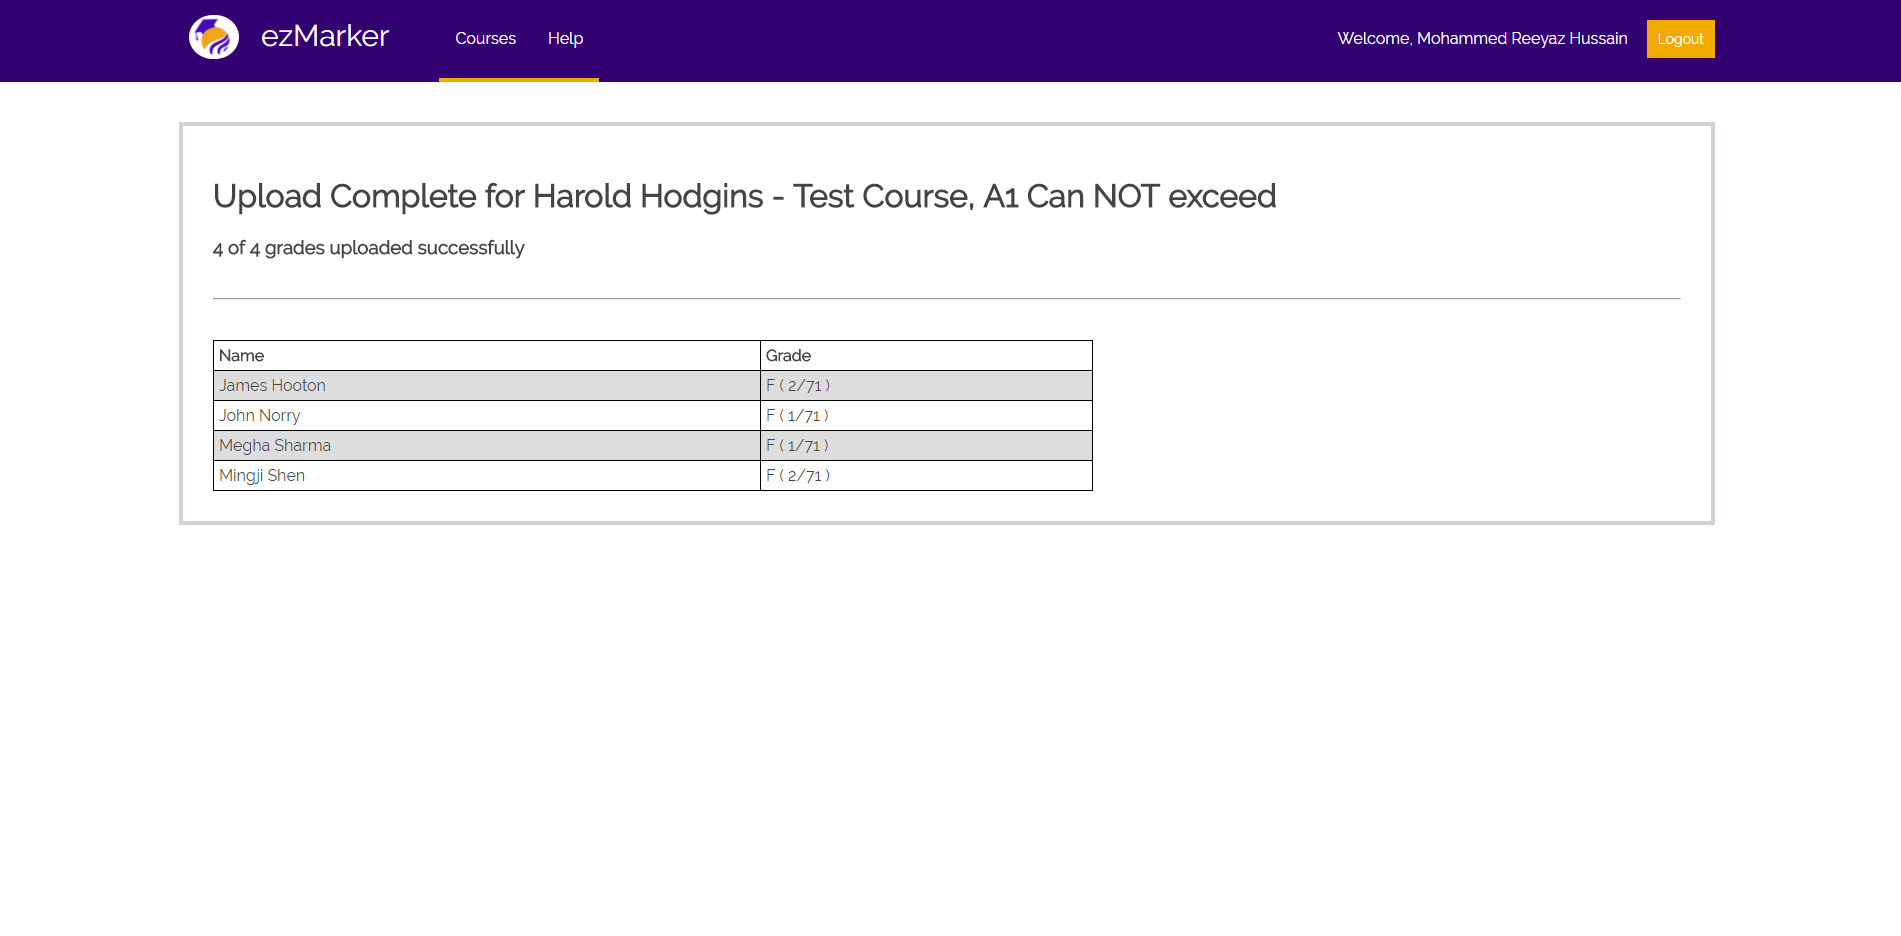 ezMarker Courses Help Welcome, Mohammed Reeyaz Hussain Logout
Upload Complete for Harold Hodgins - Test Course, A1 Can NOT exceed
4 of 4 grades uploaded successfully
Name Grade
James Hooton F ( 2/71 )
John Norry F ( 1/71 )
Megha Sharma F ( 1/71 )
Mingji Shen F ( 2/71 )